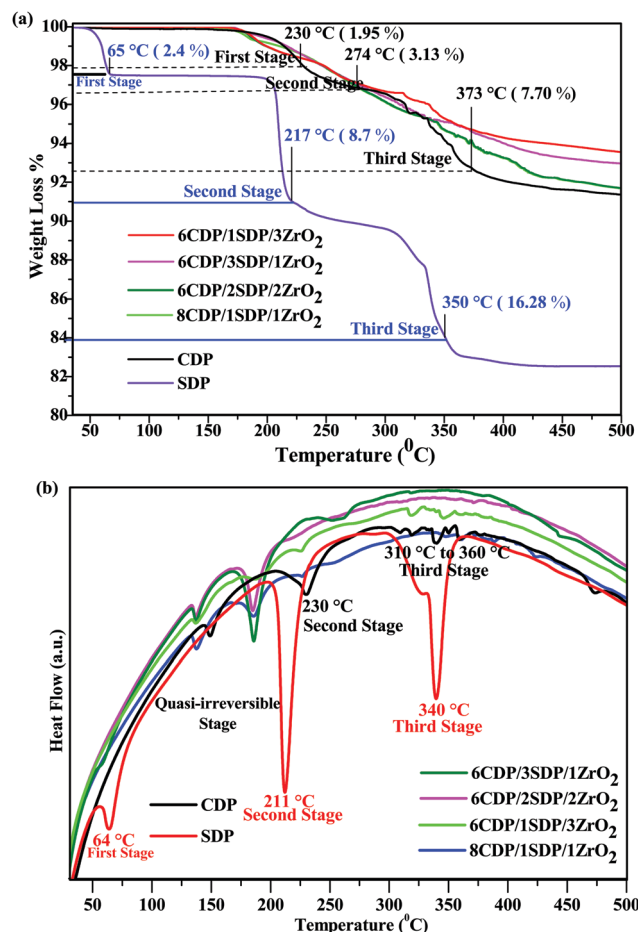 (a)
100
98
96
94
92
90
88
86
84
82
80
Weight Loss %
65 °C ( 2.4 %)
First Stage
230 °C (1.95 %)
First Stage
274 °C ( 3.13 %)
Second Stage
373 °C ( 7.70 %)
Third Stage
217 °C ( 8.7 %)
Second Stage
350 °C ( 16.28 %)
Third Stage
6CDP/1SDP/3ZrO2
6CDP/3SDP/1ZrO2
6CDP/2SDP/2ZrO2
8CDP/1SDP/1ZrO2
CDP
SDP
50 100 150 200 250 300 350 400 450 500
Temperature (⁰C)
(b)
Heat Flow (a.u.)
310 °C to 360 °C
Third Stage
230 °C
Second Stage
Quasi-irreversible
Stage
340 °C
Third Stage
211 °C
Second Stage
64 °C
First Stage
CDP
SDP
6CDP/3SDP/1ZrO2
6CDP/2SDP/2ZrO2
6CDP/1SDP/3ZrO2
8CDP/1SDP/1ZrO2
50 100 150 200 250 300 350 400 450 500
Temperature (⁰C)